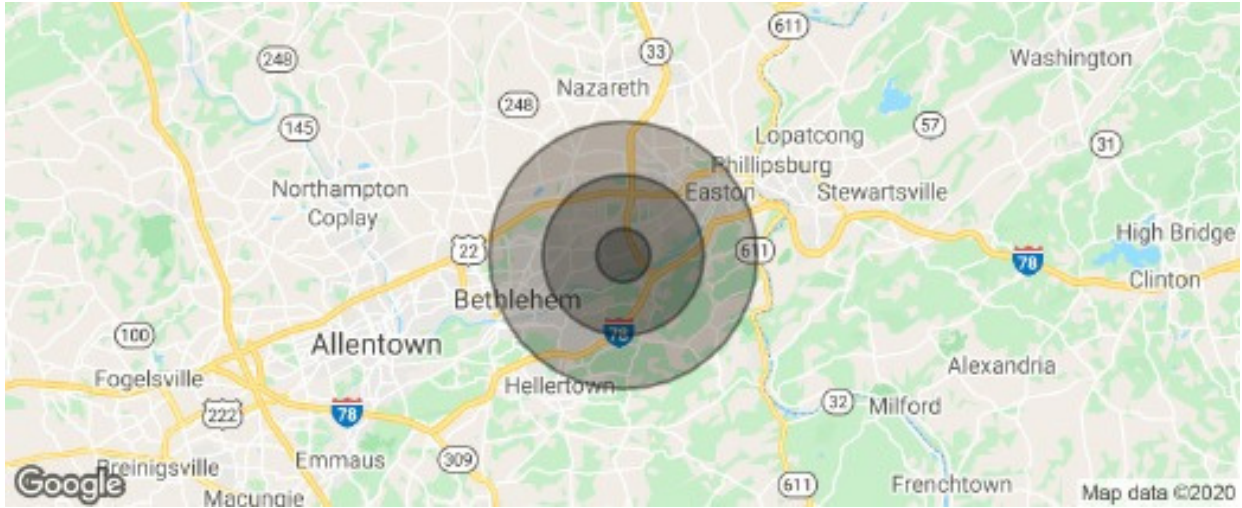 611
33
Washington
248
Nazareth
248
57
145
Lopatcong
31
Phillipsburg
Northampton
Coplay
Easton
Stewartsville
22
611
High Bridge
78
Clinton
Bethlehem
100
Allentown
78
Alexandria
Fogelsville
Hellertown
222
78
32
Milford
Breinigsville
Emmaus
309
Google
Macungie
611
Frenchtown
Map data ©2020